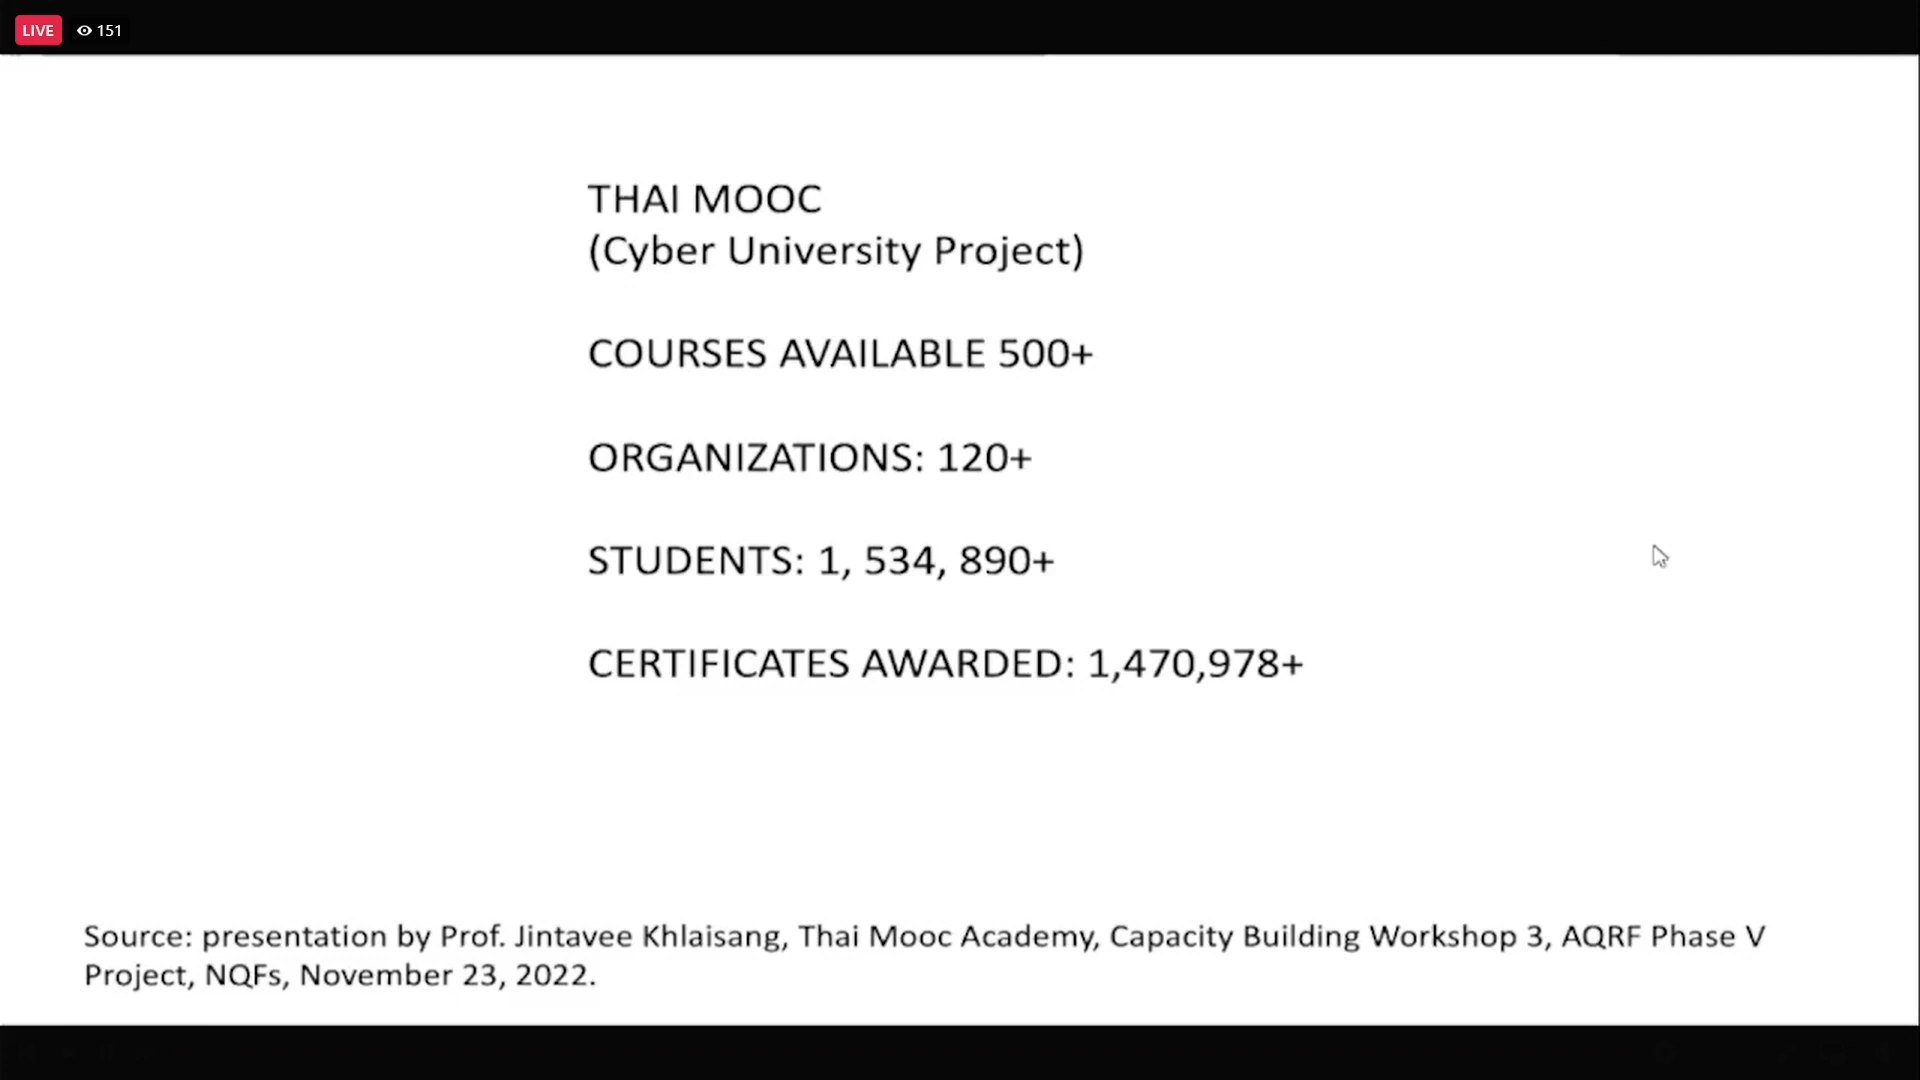 LIVE 151
THAI MOOC
(Cyber University Project)
COURSES AVAILABLE 500+
ORGANIZATIONS: 120+
STUDENTS: 1, 534, 890+
CERTIFICATES AWARDED: 1,470,978+
Source: presentation by Prof. Jintavee Khlaisang, Thai Mooc Academy, Capacity Building Workshop 3, AQRF Phase V
Project, NQFs, November 23, 2022.